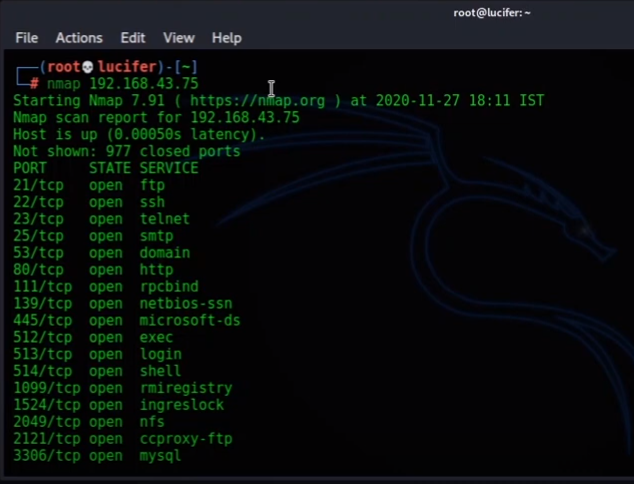 root@lucifer: ~
File Actions Edit View Help
┌──(root💀lucifer)-[~]
└─# nmap 192.168.43.75
Starting Nmap 7.91 ( https://nmap.org ) at 2020-11-27 18:11 IST
Nmap scan report for 192.168.43.75
Host is up (0.00050s latency).
Not shown: 977 closed ports
PORT STATE SERVICE
21/tcp open ftp
22/tcp open ssh
23/tcp open telnet
25/tcp open smtp
53/tcp open domain
80/tcp open http
111/tcp open rpcbind
139/tcp open netbios-ssn
445/tcp open microsoft-ds
512/tcp open exec
513/tcp open login
514/tcp open shell
1099/tcp open rmiregistry
1524/tcp open ingreslock
2049/tcp open nfs
2121/tcp open ccproxy-ftp
3306/tcp open mysql